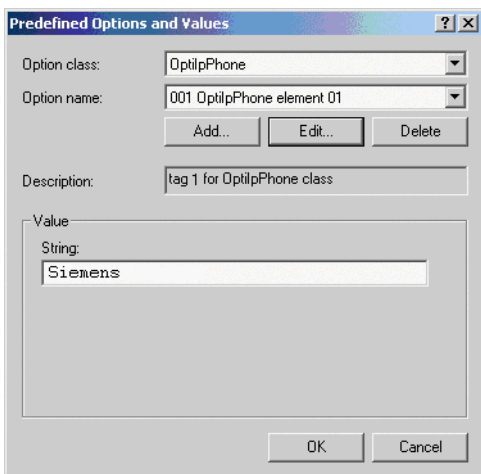 Predefined Options and Values
Option class: OptiIpPhone
Option name: 001 OptiIpPhone element 01
Add... Edit... Delete
Description: tag 1 for OptiIpPhone class
Value
String:
Siemens
OK Cancel